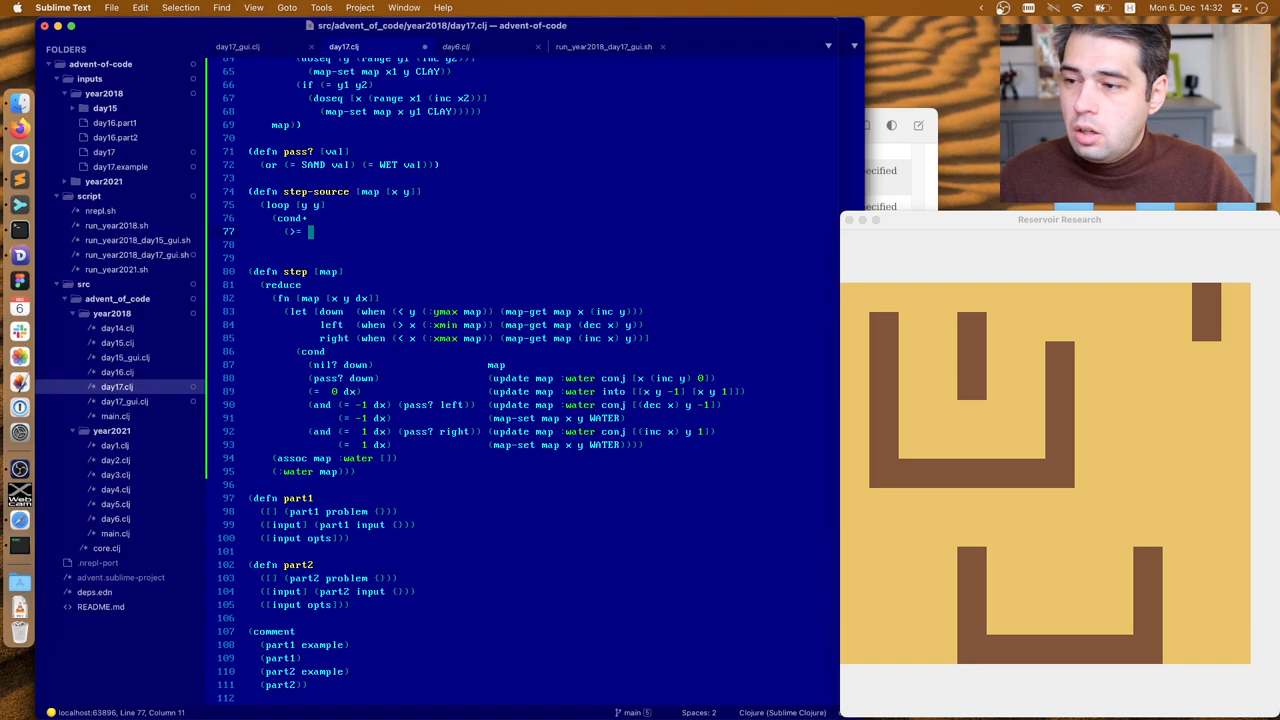 Sublime Text File Edit Selection Find View Goto Tools Project Window Help
Mon 6. Dec 14:32
src/advent_of_code/year2018/day17.clj — advent-of-code
FOLDERS
advent-of-code
inputs
year2018
day15
day16.part1
day16.part2
day17
day17.example
year2021
script
nrepl.sh
run_year2018.sh
run_year2018_day15_gui.sh
run_year2018_day17_gui.sh
run_year2021.sh
src
advent_of_code
year2018
day14.clj
day15.clj
day15_gui.clj
day16.clj
day17.clj
day17_gui.clj
main.clj
year2021
day1.clj
day2.clj
day3.clj
day4.clj
day5.clj
day6.clj
main.clj
core.clj
.nrepl-port
advent.sublime-project
deps.edn
README.md
day17_gui.clj × day17.clj day6.clj × run_year2018_day17_gui.sh ×
64 (doseq [y (range y1 (inc y2)]
65 (map-set map x1 y CLAY))
66 (if (= y1 y2)
67 (doseq [x (range x1 (inc x2))]
68 (map-set map x y1 CLAY)))))
69 map))
70
71 (defn pass? [val]
72 (or (= SAND val) (= WET val)))
73
74 (defn step-source [map [x y]]
75 (loop [y y]
76 (cond+
77 (>=
78
79
80 (defn step [map]
81 (reduce
82 (fn [map [x y dx]]
83 (let [down (when (< y (:ymax map)) (map-get map x (inc y)))
84 left (when (> x (:xmin map)) (map-get map (dec x) y))
85 right (when (< x (:xmax map)) (map-get map (inc x) y))]
86 (cond
87 (nil? down) map
88 (pass? down) (update map :water conj [x (inc y) 0])
89 (= 0 dx) (update map :water into [[x y -1] [x y 1]])
90 (and (= -1 dx) (pass? left)) (update map :water conj [(dec x) y -1])
91 (= -1 dx) (map-set map x y WATER)
92 (and (= 1 dx) (pass? right)) (update map :water conj [(inc x) y 1])
93 (= 1 dx) (map-set map x y WATER))))
94 (assoc map :water [])
95 (:water map)))
96
97 (defn part1
98 ([] (part1 problem {}))
99 ([input] (part1 input {}))
100 ([input opts]))
101
102 (defn part2
103 ([] (part2 problem {}))
104 ([input] (part2 input {}))
105 ([input opts]))
106
107 (comment
108 (part1 example)
109 (part1)
110 (part2 example)
111 (part2))
112
localhost:63896, Line 77, Column 11
main 5
Spaces: 2
Clojure (Sublime Clojure)
Reservoir Research
DEC
6
Web
cam